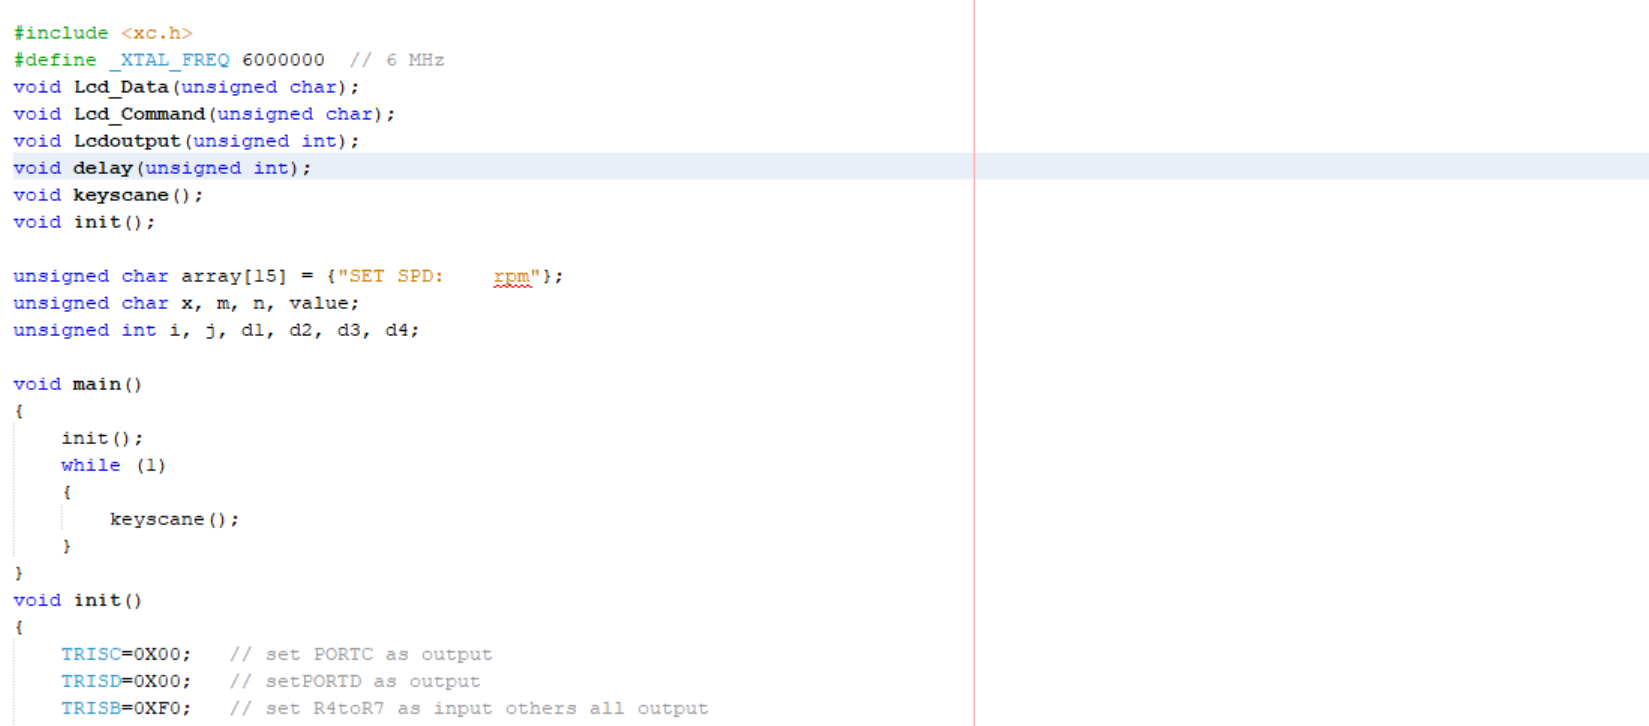 #include <xc.h>
#define _XTAL_FREQ 6000000  // 6 MHz
void Lcd_Data(unsigned char);
void Lcd_Command(unsigned char);
void Lcdoutput(unsigned int);
void delay(unsigned int);
void keyscane();
void init();

unsigned char array[15] = {"SET SPD:    rpm"};
unsigned char x, m, n, value;
unsigned int i, j, d1, d2, d3, d4;

void main()
{
    init();
    while (1)
    {
        keyscane();
    }
}
void init()
{
    TRISC=0X00;   // set PORTC as output
    TRISD=0X00;   // setPORTD as output
    TRISB=0XF0;   // set R4toR7 as input others all output